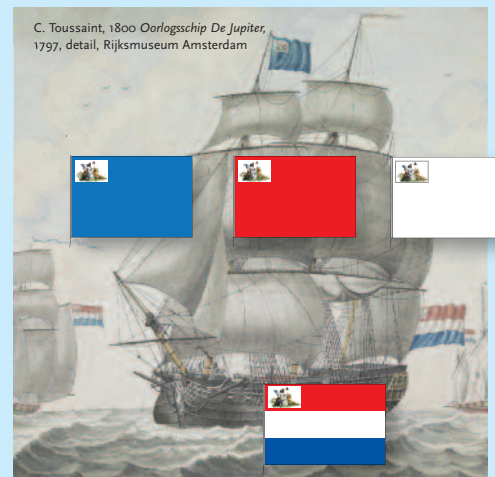 C. Toussaint, 1800 Oorlogsschip De Jupiter,
1797, detail, Rijksmuseum Amsterdam